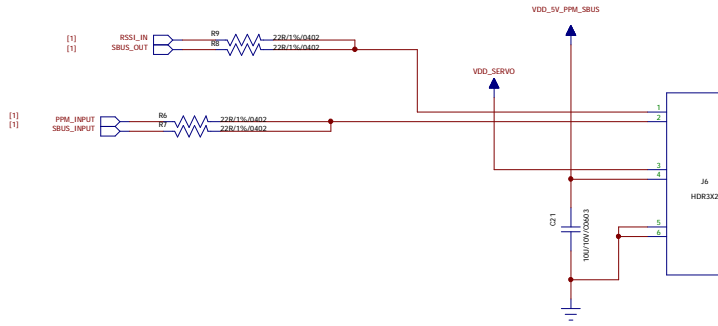 VDD_5V_PPM_SBUS
[1] RSSI_IN R9 22R/1%/0402
[1] SBUS_OUT R8 22R/1%/0402
VDD_SERVO
[1] PPM_INPUT R6 22R/1%/0402
[1] SBUS_INPUT R7 22R/1%/0402
1
2
3
4
5
6
J6
HDR3X2
C21
10U/10V/C0603